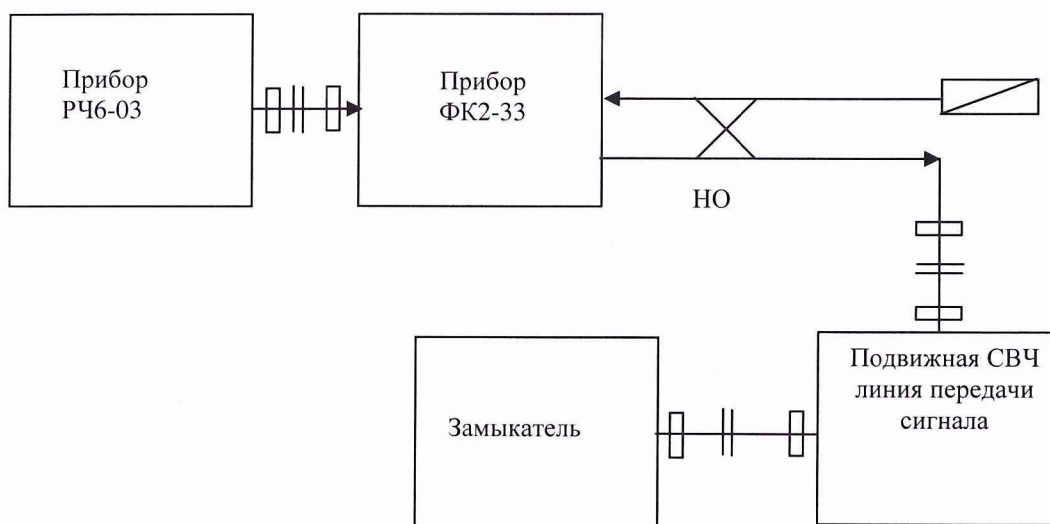 Прибор
РЧ6-03
Прибор
ФК2-33
НО
Подвижная СВЧ
линия передачи
сигнала
Замыкатель